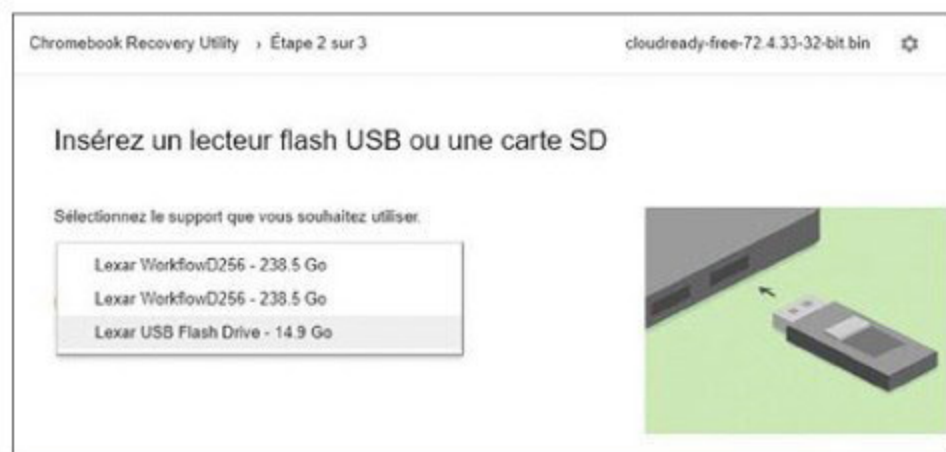 Chromebook Recovery Utility › Étape 2 sur 3
cloudready-free-72.4.33-32-bit.bin
Insérez un lecteur flash USB ou une carte SD
Sélectionnez le support que vous souhaitez utiliser.
Lexar WorkflowD256 - 238.5 Go
Lexar WorkflowD256 - 238.5 Go
Lexar USB Flash Drive - 14.9 Go